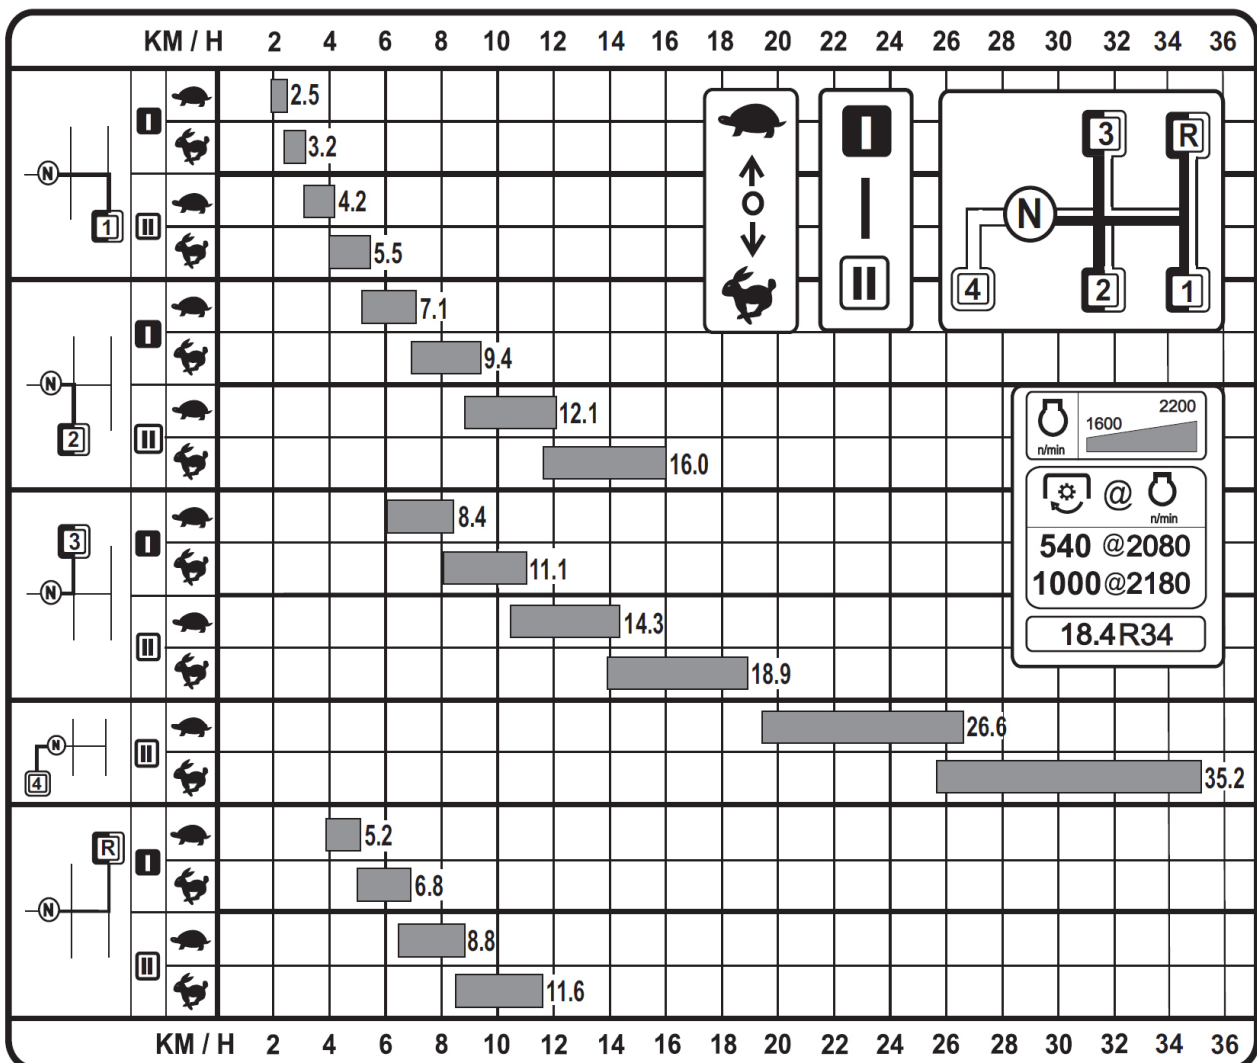 KM / H 2 4 6 8 10 12 14 16 18 20 22 24 26 28 30 32 34 36
I 2.5
3.2
N
1 II 4.2
5.5
3 R
N
4 2 1
I
II
I 7.1
9.4
N
2 II 12.1
16.0
1600 2200
n/min
@ n/min
540 @2080
1000@2180
18.4R34
3 I 8.4
11.1
N
II 14.3
18.9
N
4 II 26.6
35.2
R I 5.2
6.8
N
II 8.8
11.6
KM / H 2 4 6 8 10 12 14 16 18 20 22 24 26 28 30 32 34 36